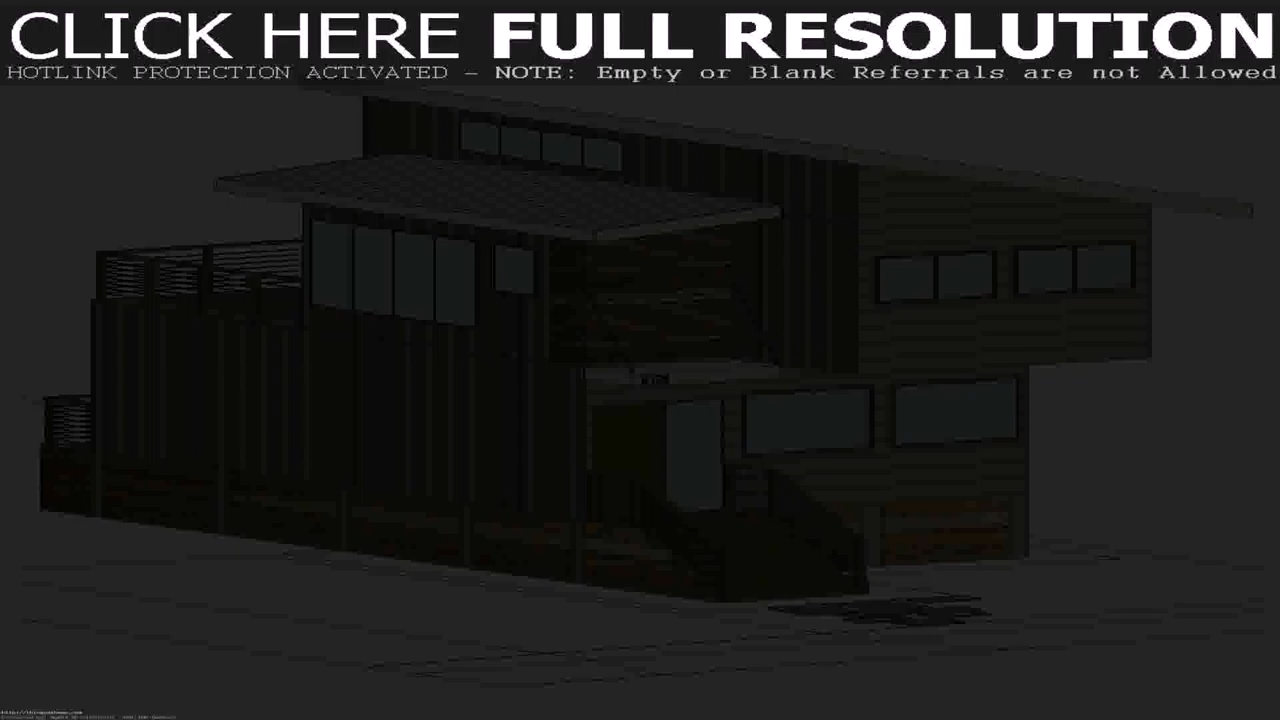 CLICK HERE FULL RESOLUTION
HOTLINK PROTECTION ACTIVATED - NOTE: Empty or Blank Referrals are not Allowed